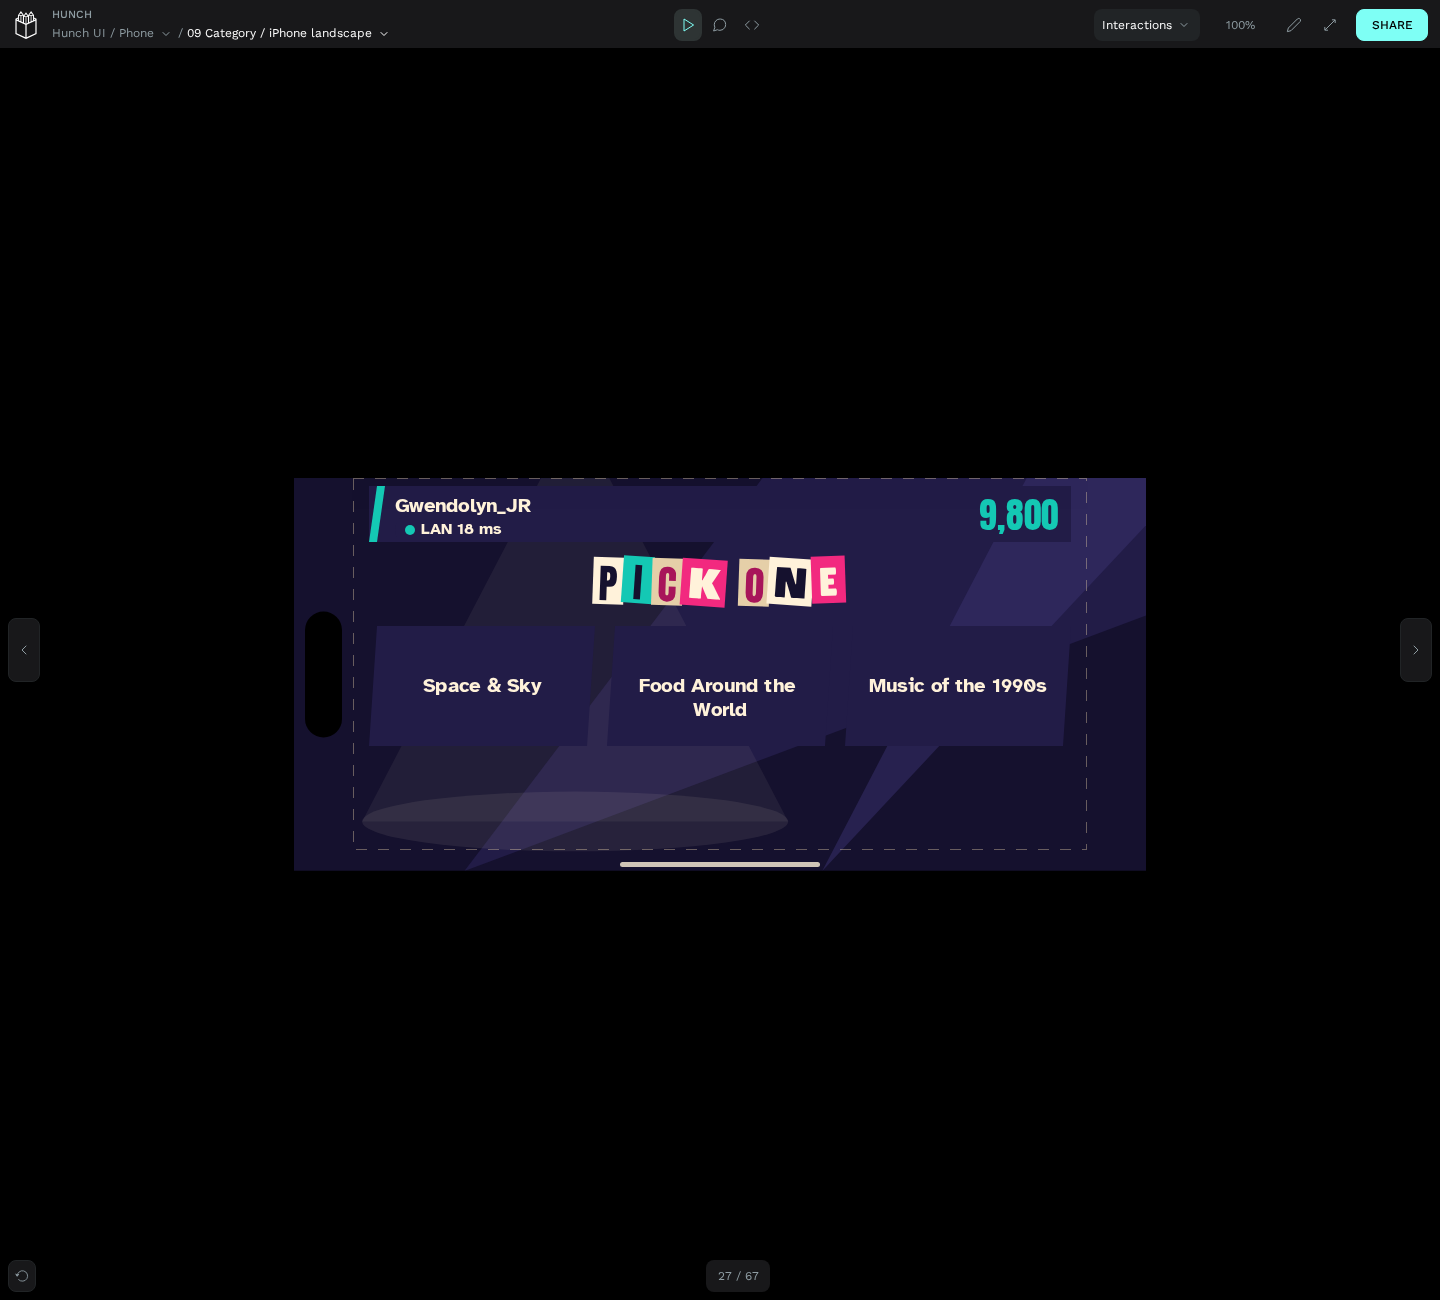 HUNCH
Hunch UI / Phone / 09 Category / iPhone landscape
Interactions
100%
SHARE
Gwendolyn_JR
LAN 18 ms
9,800
PICK ONE
Space & Sky
Food Around the
World
Music of the 1990s
27 / 67